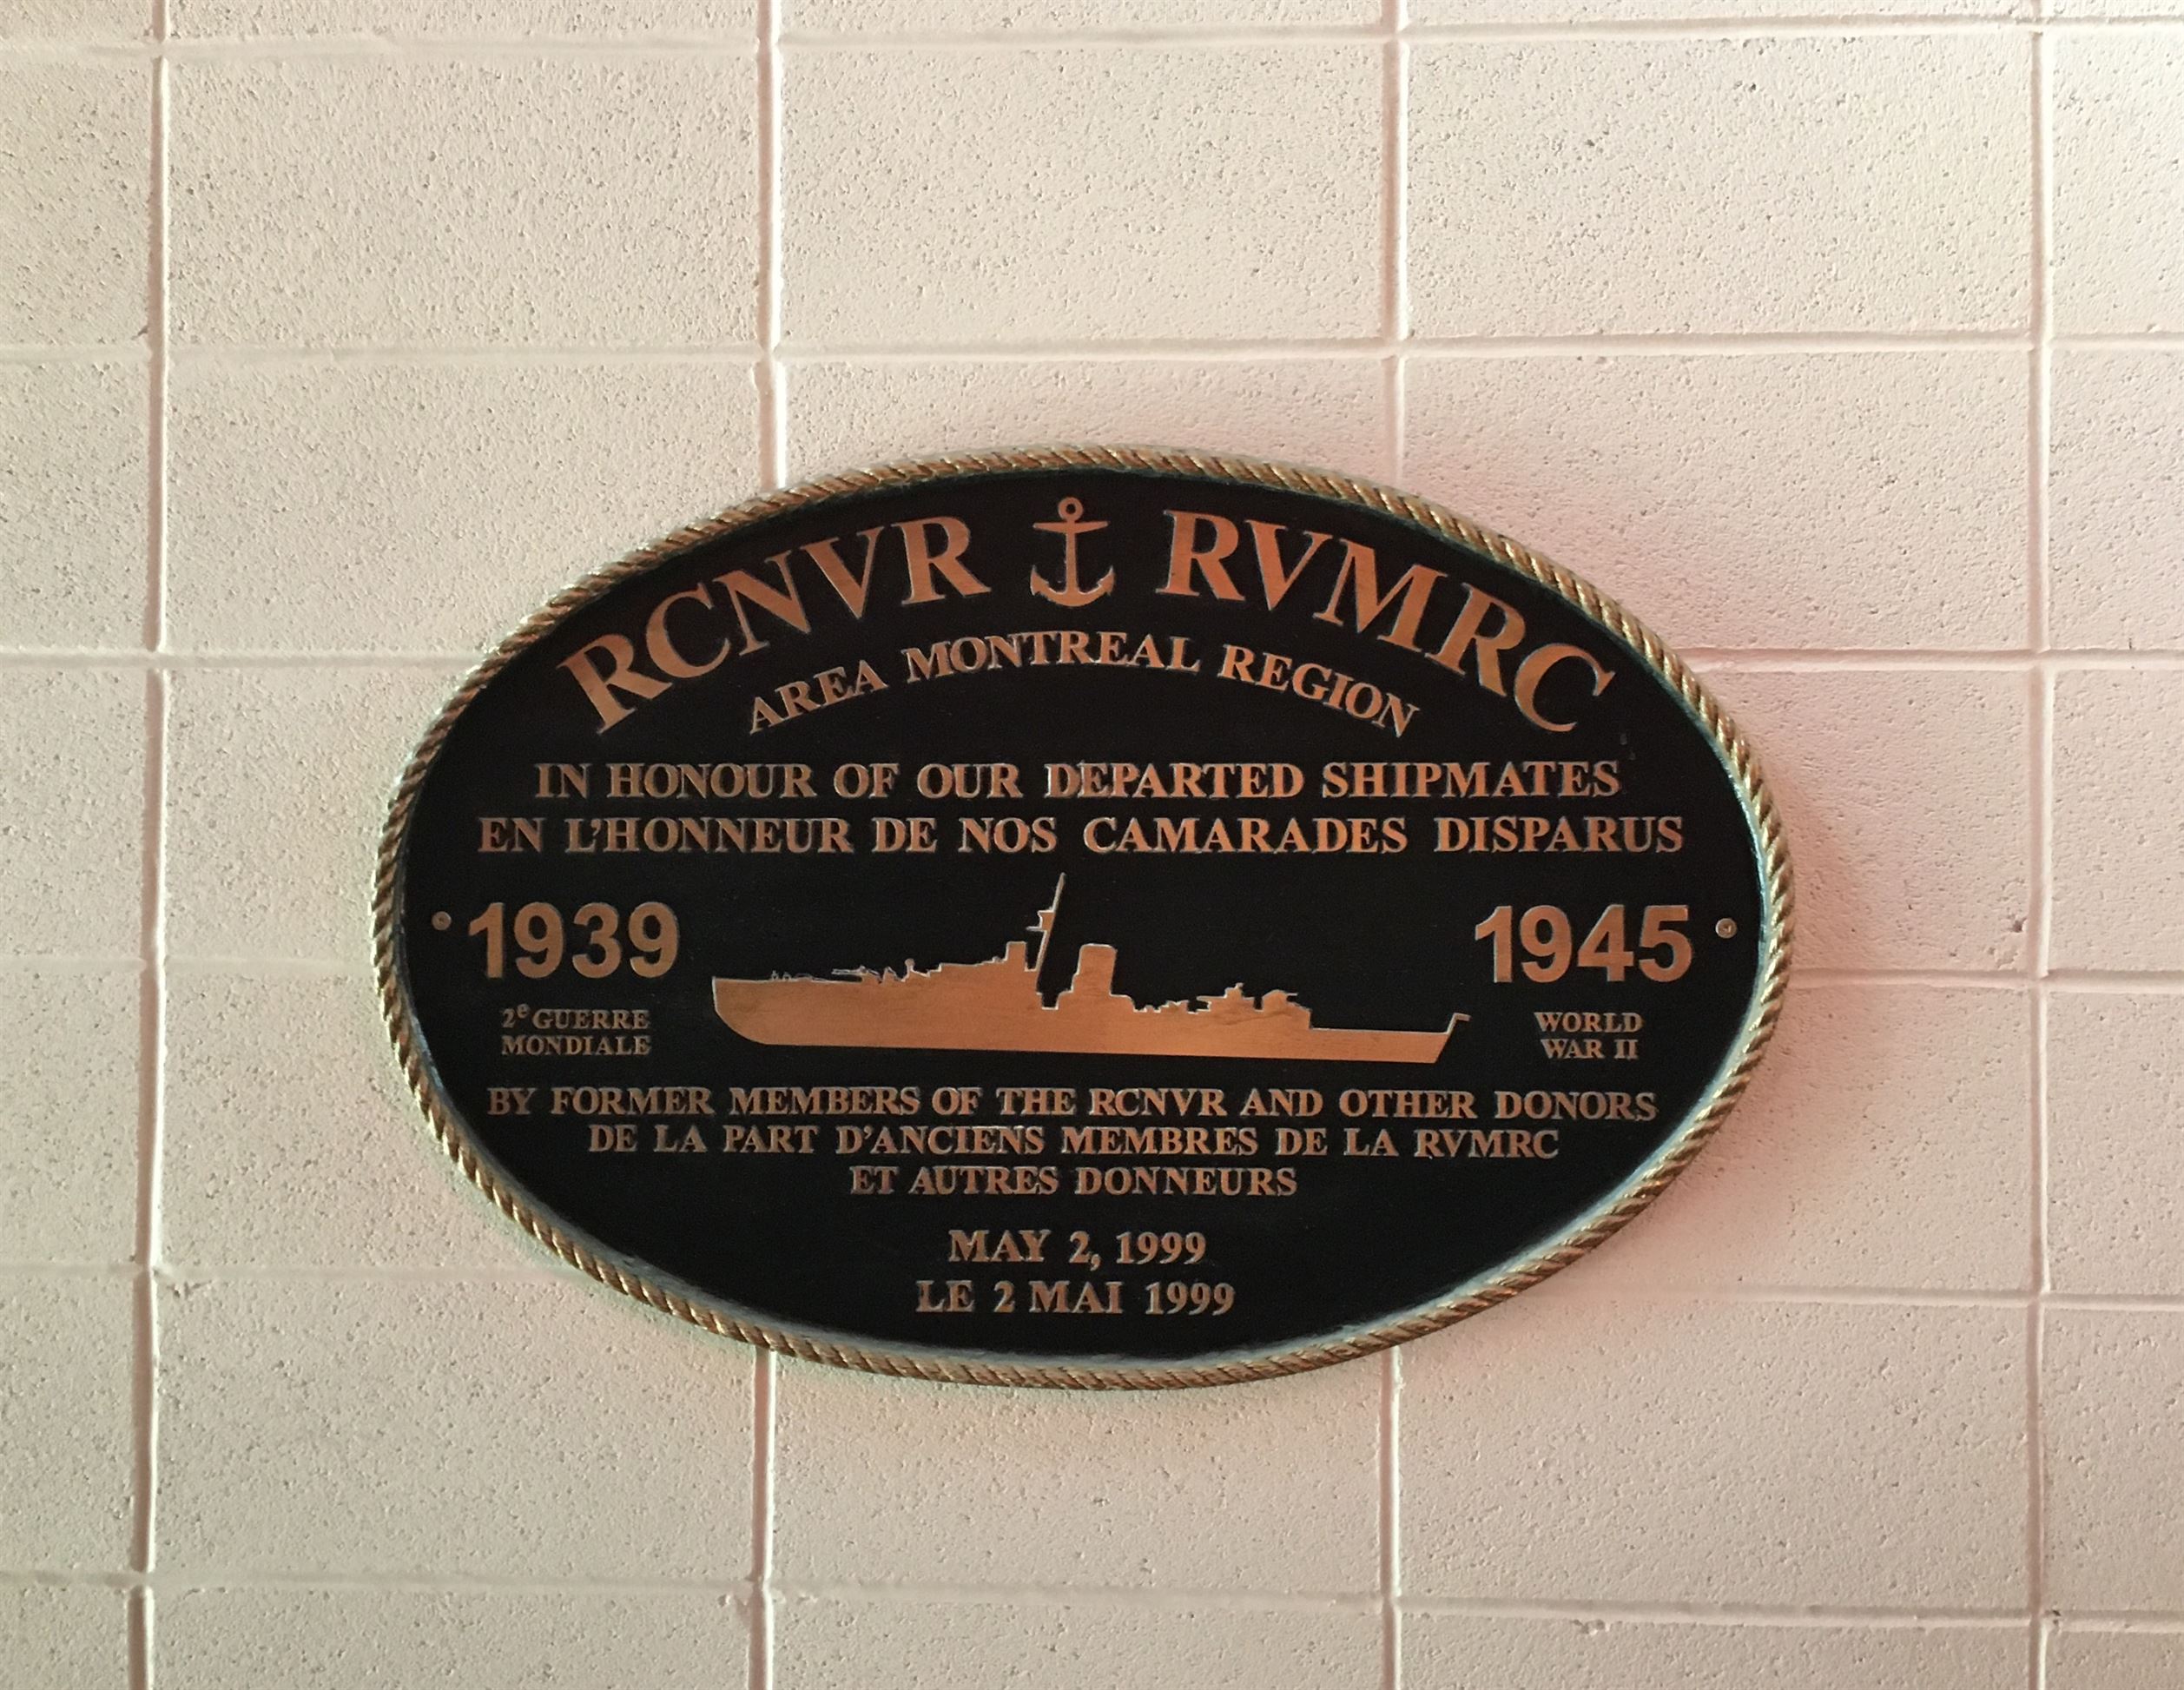 RCNVR RVMRC
AREA MONTREAL REGION
IN HONOUR OF OUR DEPARTED SHIPMATES
EN L'HONNEUR DE NOS CAMARADES DISPARUS
1939 1945
2e GUERRE
MONDIALE
WORLD
WAR II
BY FORMER MEMBERS OF THE RCNVR AND OTHER DONORS
DE LA PART D'ANCIENS MEMBRES DE LA RVMRC
ET AUTRES DONNEURS
MAY 2, 1999
LE 2 MAI 1999